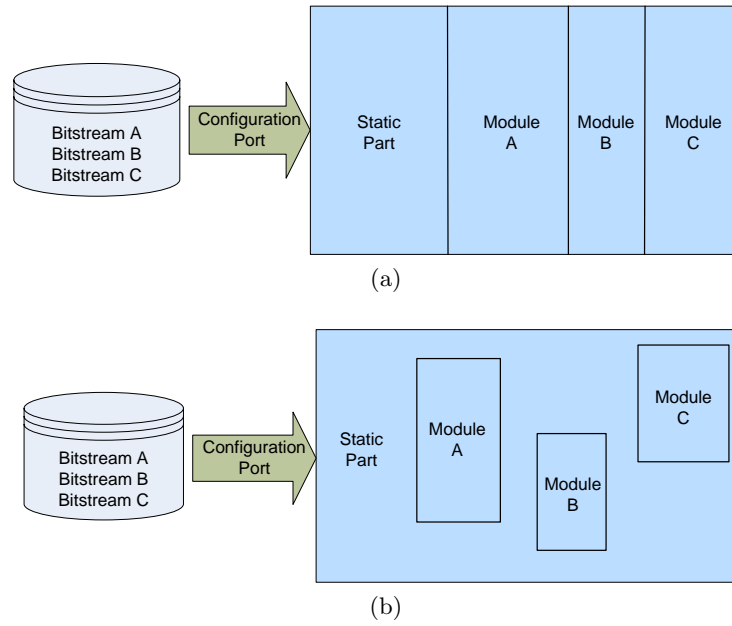 Bitstream A
Bitstream B
Bitstream C
Configuration
Port
Static
Part
Module
A
Module
B
Module
C
(a)
Bitstream A
Bitstream B
Bitstream C
Configuration
Port
Static
Part
Module
A
Module
B
Module
C
(b)